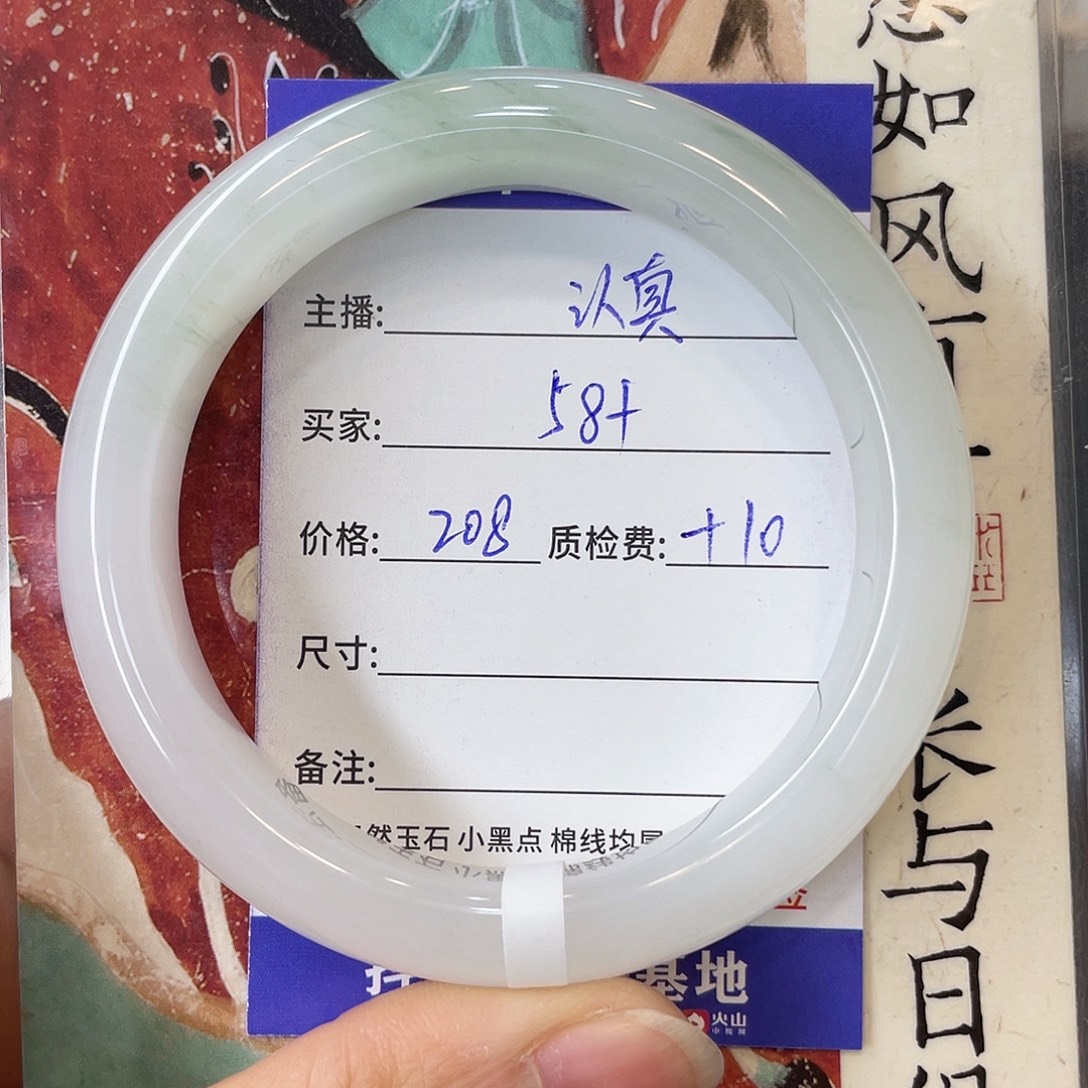 主播: 认真
买家: 58+
价格: 208 质检费: +10
尺寸:
备注:
然玉石 小黑点 棉线均
基地
火山
如
风
长
与
日